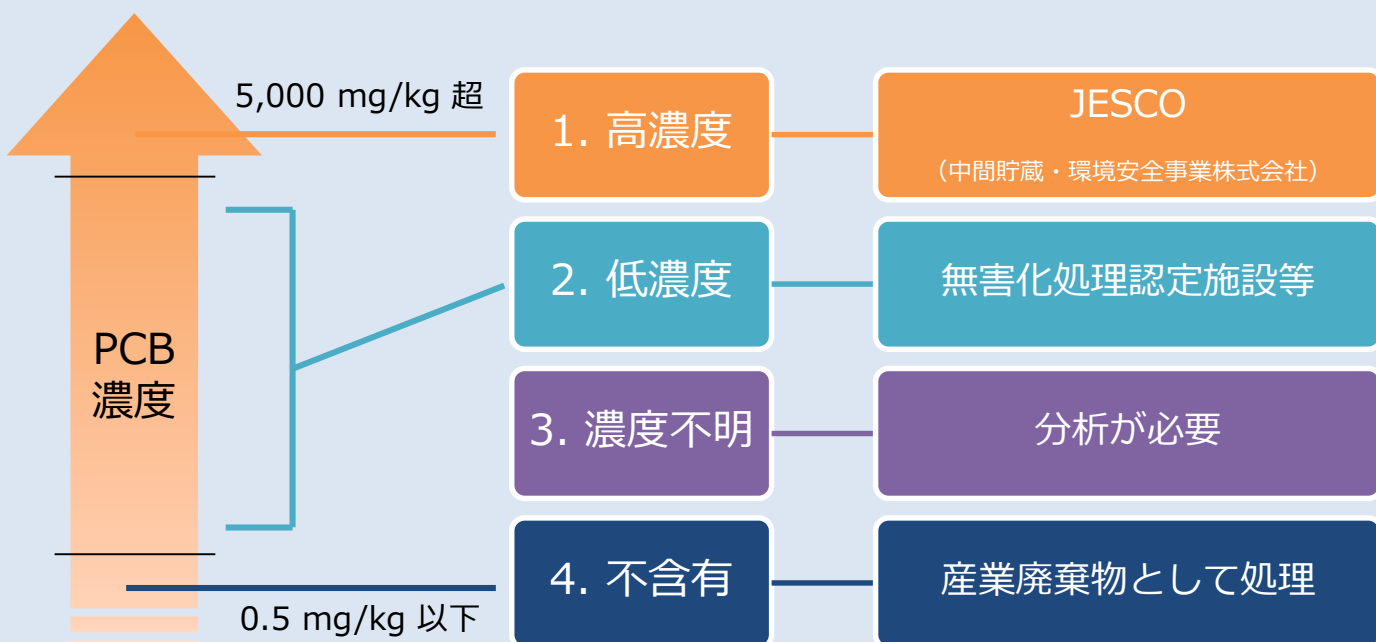 5,000 mg/kg 超
1. 高濃度
JESCO
（中間貯蔵・環境安全事業株式会社）
2. 低濃度
無害化処理認定施設等
PCB
濃度
3. 濃度不明
分析が必要
4. 不含有
産業廃棄物として処理
0.5 mg/kg 以下